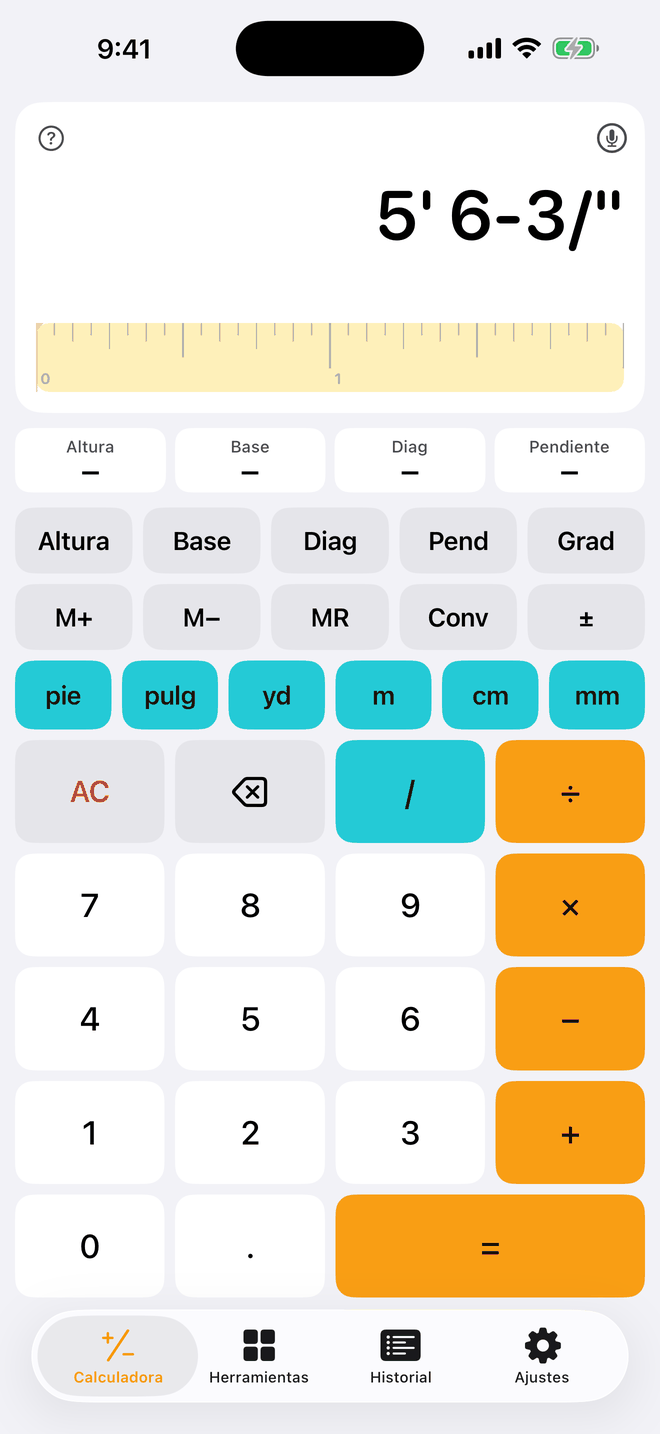 9:41
?
5' 6-3/"
0 1
Altura Base Diag Pendiente
– – – –
Altura Base Diag Pend Grad
M+ M− MR Conv ±
pie pulg yd m cm mm
AC / ÷
7 8 9 ×
4 5 6 −
1 2 3 +
0 . =
Calculadora Herramientas Historial Ajustes